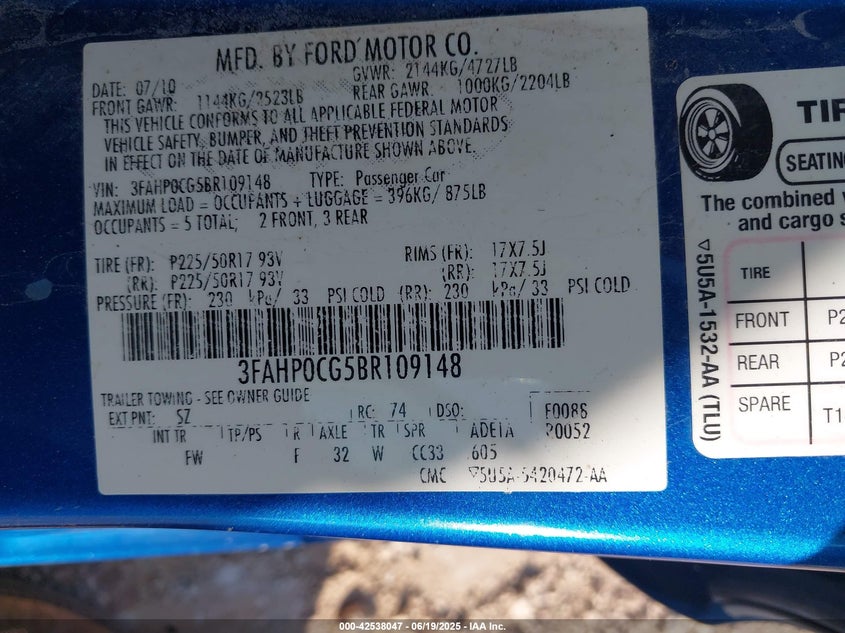 MFD. BY FORD MOTOR CO.
DATE: 07/10 GVWR: 2144KG/4727LB
FRONT GAWR: 1144KG/2523LB REAR GAWR: 1000KG/2204LB
THIS VEHICLE CONFORMS TO ALL APPLICABLE FEDERAL MOTOR
VEHICLE SAFETY, BUMPER, AND THEFT PREVENTION STANDARDS
IN EFFECT ON THE DATE OF MANUFACTURE SHOWN ABOVE.
VIN: 3FAHP0CG5BR109148 TYPE: Passenger Car
MAXIMUM LOAD = OCCUPANTS + LUGGAGE = 396KG/ 875LB
OCCUPANTS = 5 TOTAL; 2 FRONT, 3 REAR
TIRE (FR): P225/50R17 93V RIMS (FR): 17X7.5J
(RR): P225/50R17 93V (RR): 17X7.5J
PRESSURE (FR): 230 kPa/ 33 PSI COLD (RR): 230 kPa/ 33 PSI COLD
3FAHP0CG5BR109148
TRAILER TOWING - SEE OWNER GUIDE
EXT PNT: SZ RC: 74 DSO: F0086
INT TR TP/PS R AXLE TR SPR ADE1A R0052
FW F 32 W CC33 605
CMC ▽5U5A-5420472-AA
TIR
SEATING
The combined
and cargo s
TIRE
FRONT P2
REAR P2
SPARE T1
▽5U5A-1532-AA (TLU)
000-42538047 - 06/19/2025 - IAA Inc.